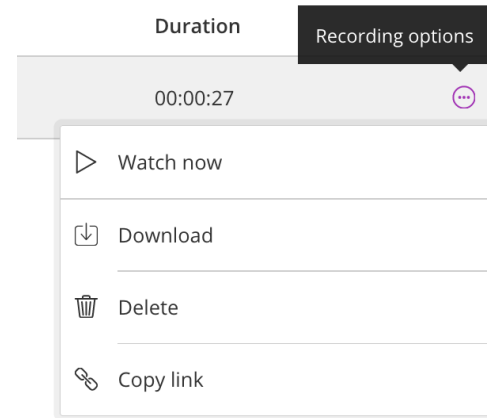 Duration
Recording options
00:00:27
Watch now
Download
Delete
Copy link